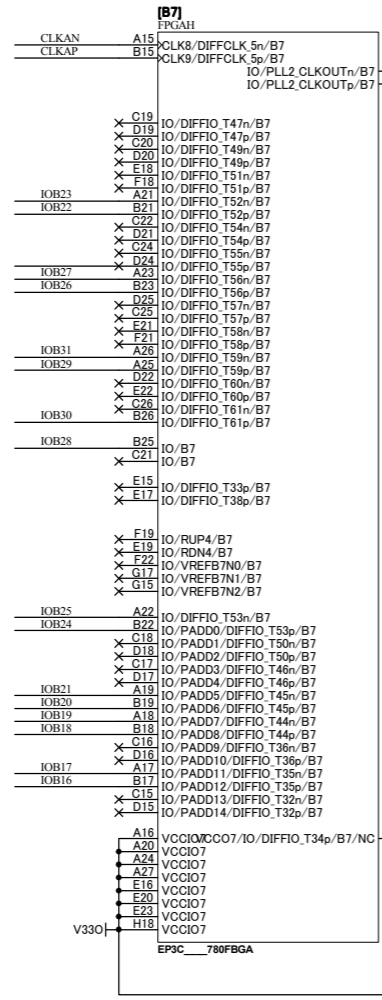 [B7]
FPGAH
CLKAN A15 CLK8/DIFFCLK_5n/B7
CLKAP B15 CLK9/DIFFCLK_5p/B7
IO/PLL2_CLKOUTn/B7
IO/PLL2_CLKOUTp/B7
C19 IO/DIFFIO_T47n/B7
D19 IO/DIFFIO_T47p/B7
C20 IO/DIFFIO_T49n/B7
D20 IO/DIFFIO_T49p/B7
E18 IO/DIFFIO_T51n/B7
F18 IO/DIFFIO_T51p/B7
IOB23 A21 IO/DIFFIO_T52n/B7
IOB22 B21 IO/DIFFIO_T52p/B7
C22 IO/DIFFIO_T54n/B7
D21 IO/DIFFIO_T54p/B7
C24 IO/DIFFIO_T55n/B7
D24 IO/DIFFIO_T55p/B7
IOB27 A23 IO/DIFFIO_T56n/B7
IOB26 B23 IO/DIFFIO_T56p/B7
D25 IO/DIFFIO_T57n/B7
C25 IO/DIFFIO_T57p/B7
E21 IO/DIFFIO_T58n/B7
F21 IO/DIFFIO_T58p/B7
IOB31 A26 IO/DIFFIO_T59n/B7
IOB29 A25 IO/DIFFIO_T59p/B7
D22 IO/DIFFIO_T60n/B7
E22 IO/DIFFIO_T60p/B7
C26 IO/DIFFIO_T61n/B7
IOB30 B26 IO/DIFFIO_T61p/B7
IOB28 B25 IO/B7
C21 IO/B7
E15 IO/DIFFIO_T33p/B7
E17 IO/DIFFIO_T38p/B7
F19 IO/RUP4/B7
E19 IO/RDN4/B7
F22 IO/VREFB7N0/B7
G17 IO/VREFB7N1/B7
G15 IO/VREFB7N2/B7
IOB25 A22 IO/DIFFIO_T53n/B7
IOB24 B22 IO/PADD0/DIFFIO_T53p/B7
C18 IO/PADD1/DIFFIO_T50n/B7
D18 IO/PADD2/DIFFIO_T50p/B7
C17 IO/PADD3/DIFFIO_T46n/B7
D17 IO/PADD4/DIFFIO_T46p/B7
IOB21 A19 IO/PADD5/DIFFIO_T45n/B7
IOB20 B19 IO/PADD6/DIFFIO_T45p/B7
IOB19 A18 IO/PADD7/DIFFIO_T44n/B7
IOB18 B18 IO/PADD8/DIFFIO_T44p/B7
C16 IO/PADD9/DIFFIO_T36n/B7
D16 IO/PADD10/DIFFIO_T36p/B7
IOB17 A17 IO/PADD11/DIFFIO_T35n/B7
IOB16 B17 IO/PADD12/DIFFIO_T35p/B7
C15 IO/PADD13/DIFFIO_T32n/B7
D15 IO/PADD14/DIFFIO_T32p/B7
A16 VCCIO7 VCCO7/IO/DIFFIO_T34p/B7/NC
A20 VCCIO7
A24 VCCIO7
A27 VCCIO7
E16 VCCIO7
E20 VCCIO7
E23 VCCIO7
V33O H18 VCCIO7
EP3C____780FBGA